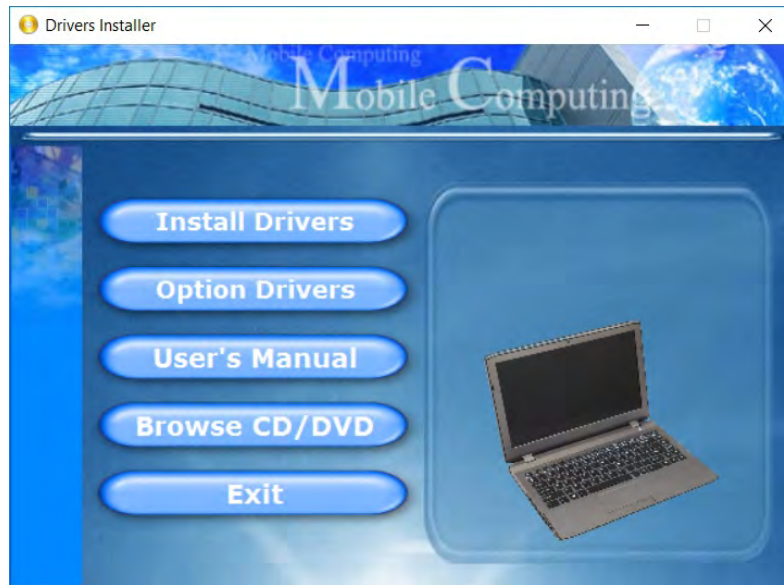 Drivers Installer
Mobile Computing
Mobile Computing
Install Drivers
Option Drivers
User's Manual
Browse CD/DVD
Exit